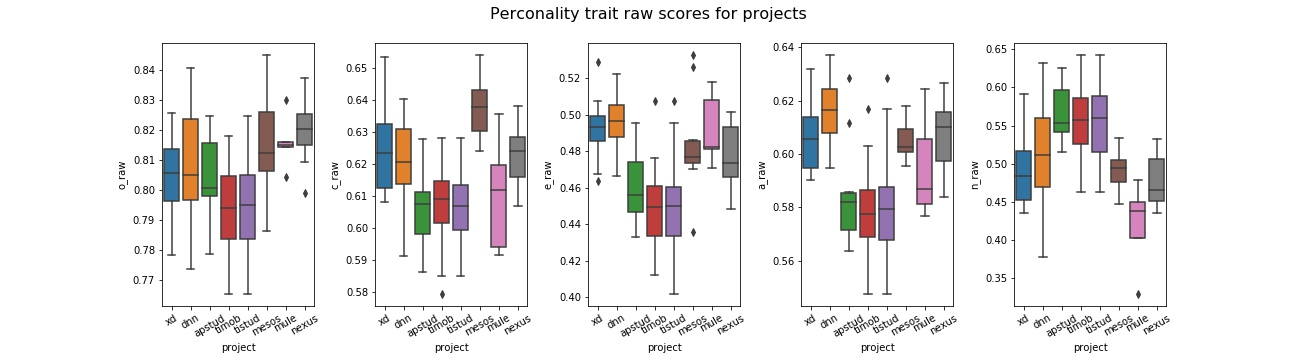 Perconality trait raw scores for projects
o_raw
0.84
0.83
0.82
0.81
0.80
0.79
0.78
0.77
xd dnn apstud timob tistud mesos mule nexus
project
c_raw
0.65
0.64
0.63
0.62
0.61
0.60
0.59
0.58
xd dnn apstud timob tistud mesos mule nexus
project
e_raw
0.52
0.50
0.48
0.46
0.44
0.42
0.40
xd dnn apstud timob tistud mesos mule nexus
project
a_raw
0.64
0.62
0.60
0.58
0.56
xd dnn apstud timob tistud mesos mule nexus
project
n_raw
0.65
0.60
0.55
0.50
0.45
0.40
0.35
xd dnn apstud timob tistud mesos mule nexus
project